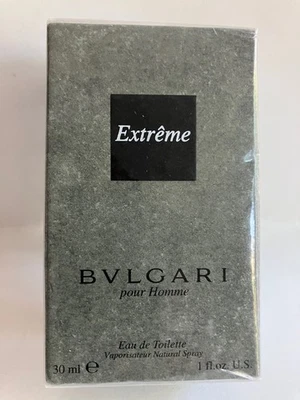 Extrême
BVLGARI
pour Homme
Eau de Toilette
Vaporisateur Natural Spray
30 ml ℮ 1 fl.oz. U.S.